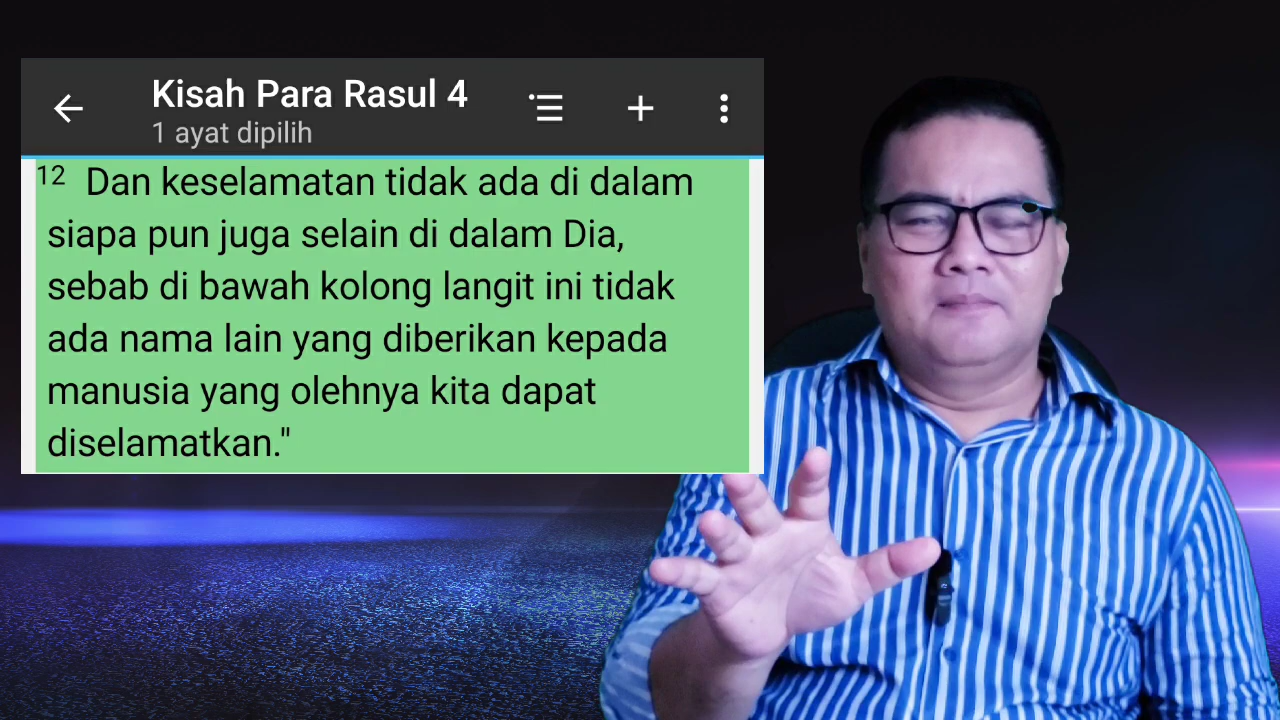 Kisah Para Rasul 4
1 ayat dipilih
12 Dan keselamatan tidak ada di dalam
siapa pun juga selain di dalam Dia,
sebab di bawah kolong langit ini tidak
ada nama lain yang diberikan kepada
manusia yang olehnya kita dapat
diselamatkan."